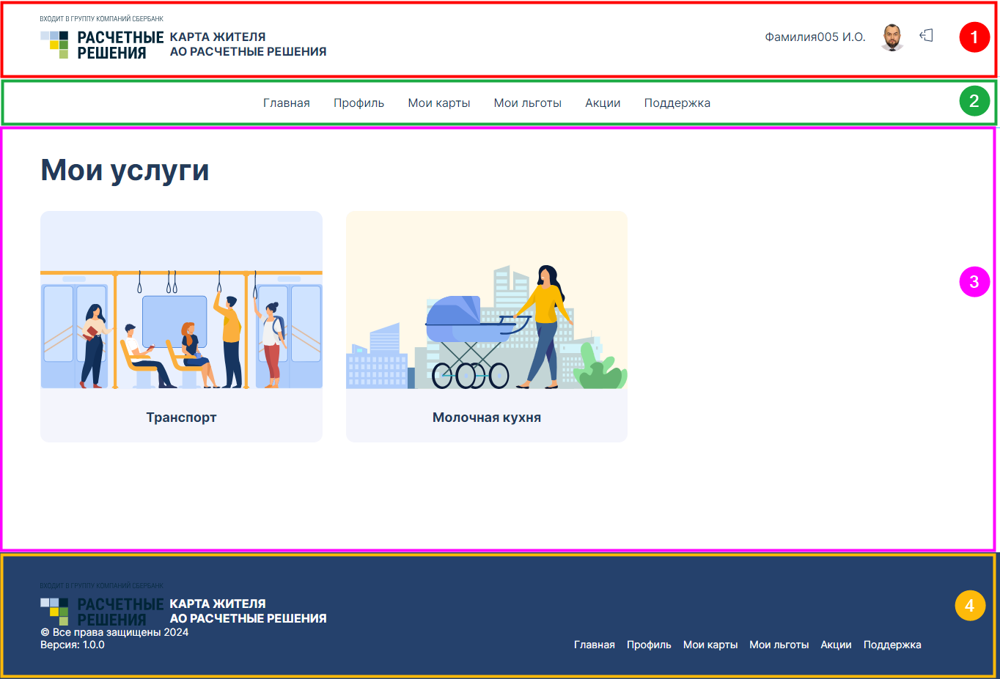 ВХОДИТ В ГРУППУ КОМПАНИЙ СБЕРБАНК
РАСЧЕТНЫЕ
РЕШЕНИЯ
КАРТА ЖИТЕЛЯ
АО РАСЧЕТНЫЕ РЕШЕНИЯ
Фамилия005 И.О.
1
Главная Профиль Мои карты Мои льготы Акции Поддержка
2
Мои услуги
3
Транспорт
Молочная кухня
ВХОДИТ В ГРУППУ КОМПАНИЙ СБЕРБАНК
РАСЧЕТНЫЕ
РЕШЕНИЯ
КАРТА ЖИТЕЛЯ
АО РАСЧЕТНЫЕ РЕШЕНИЯ
4
© Все права защищены 2024
Версия: 1.0.0
Главная Профиль Мои карты Мои льготы Акции Поддержка